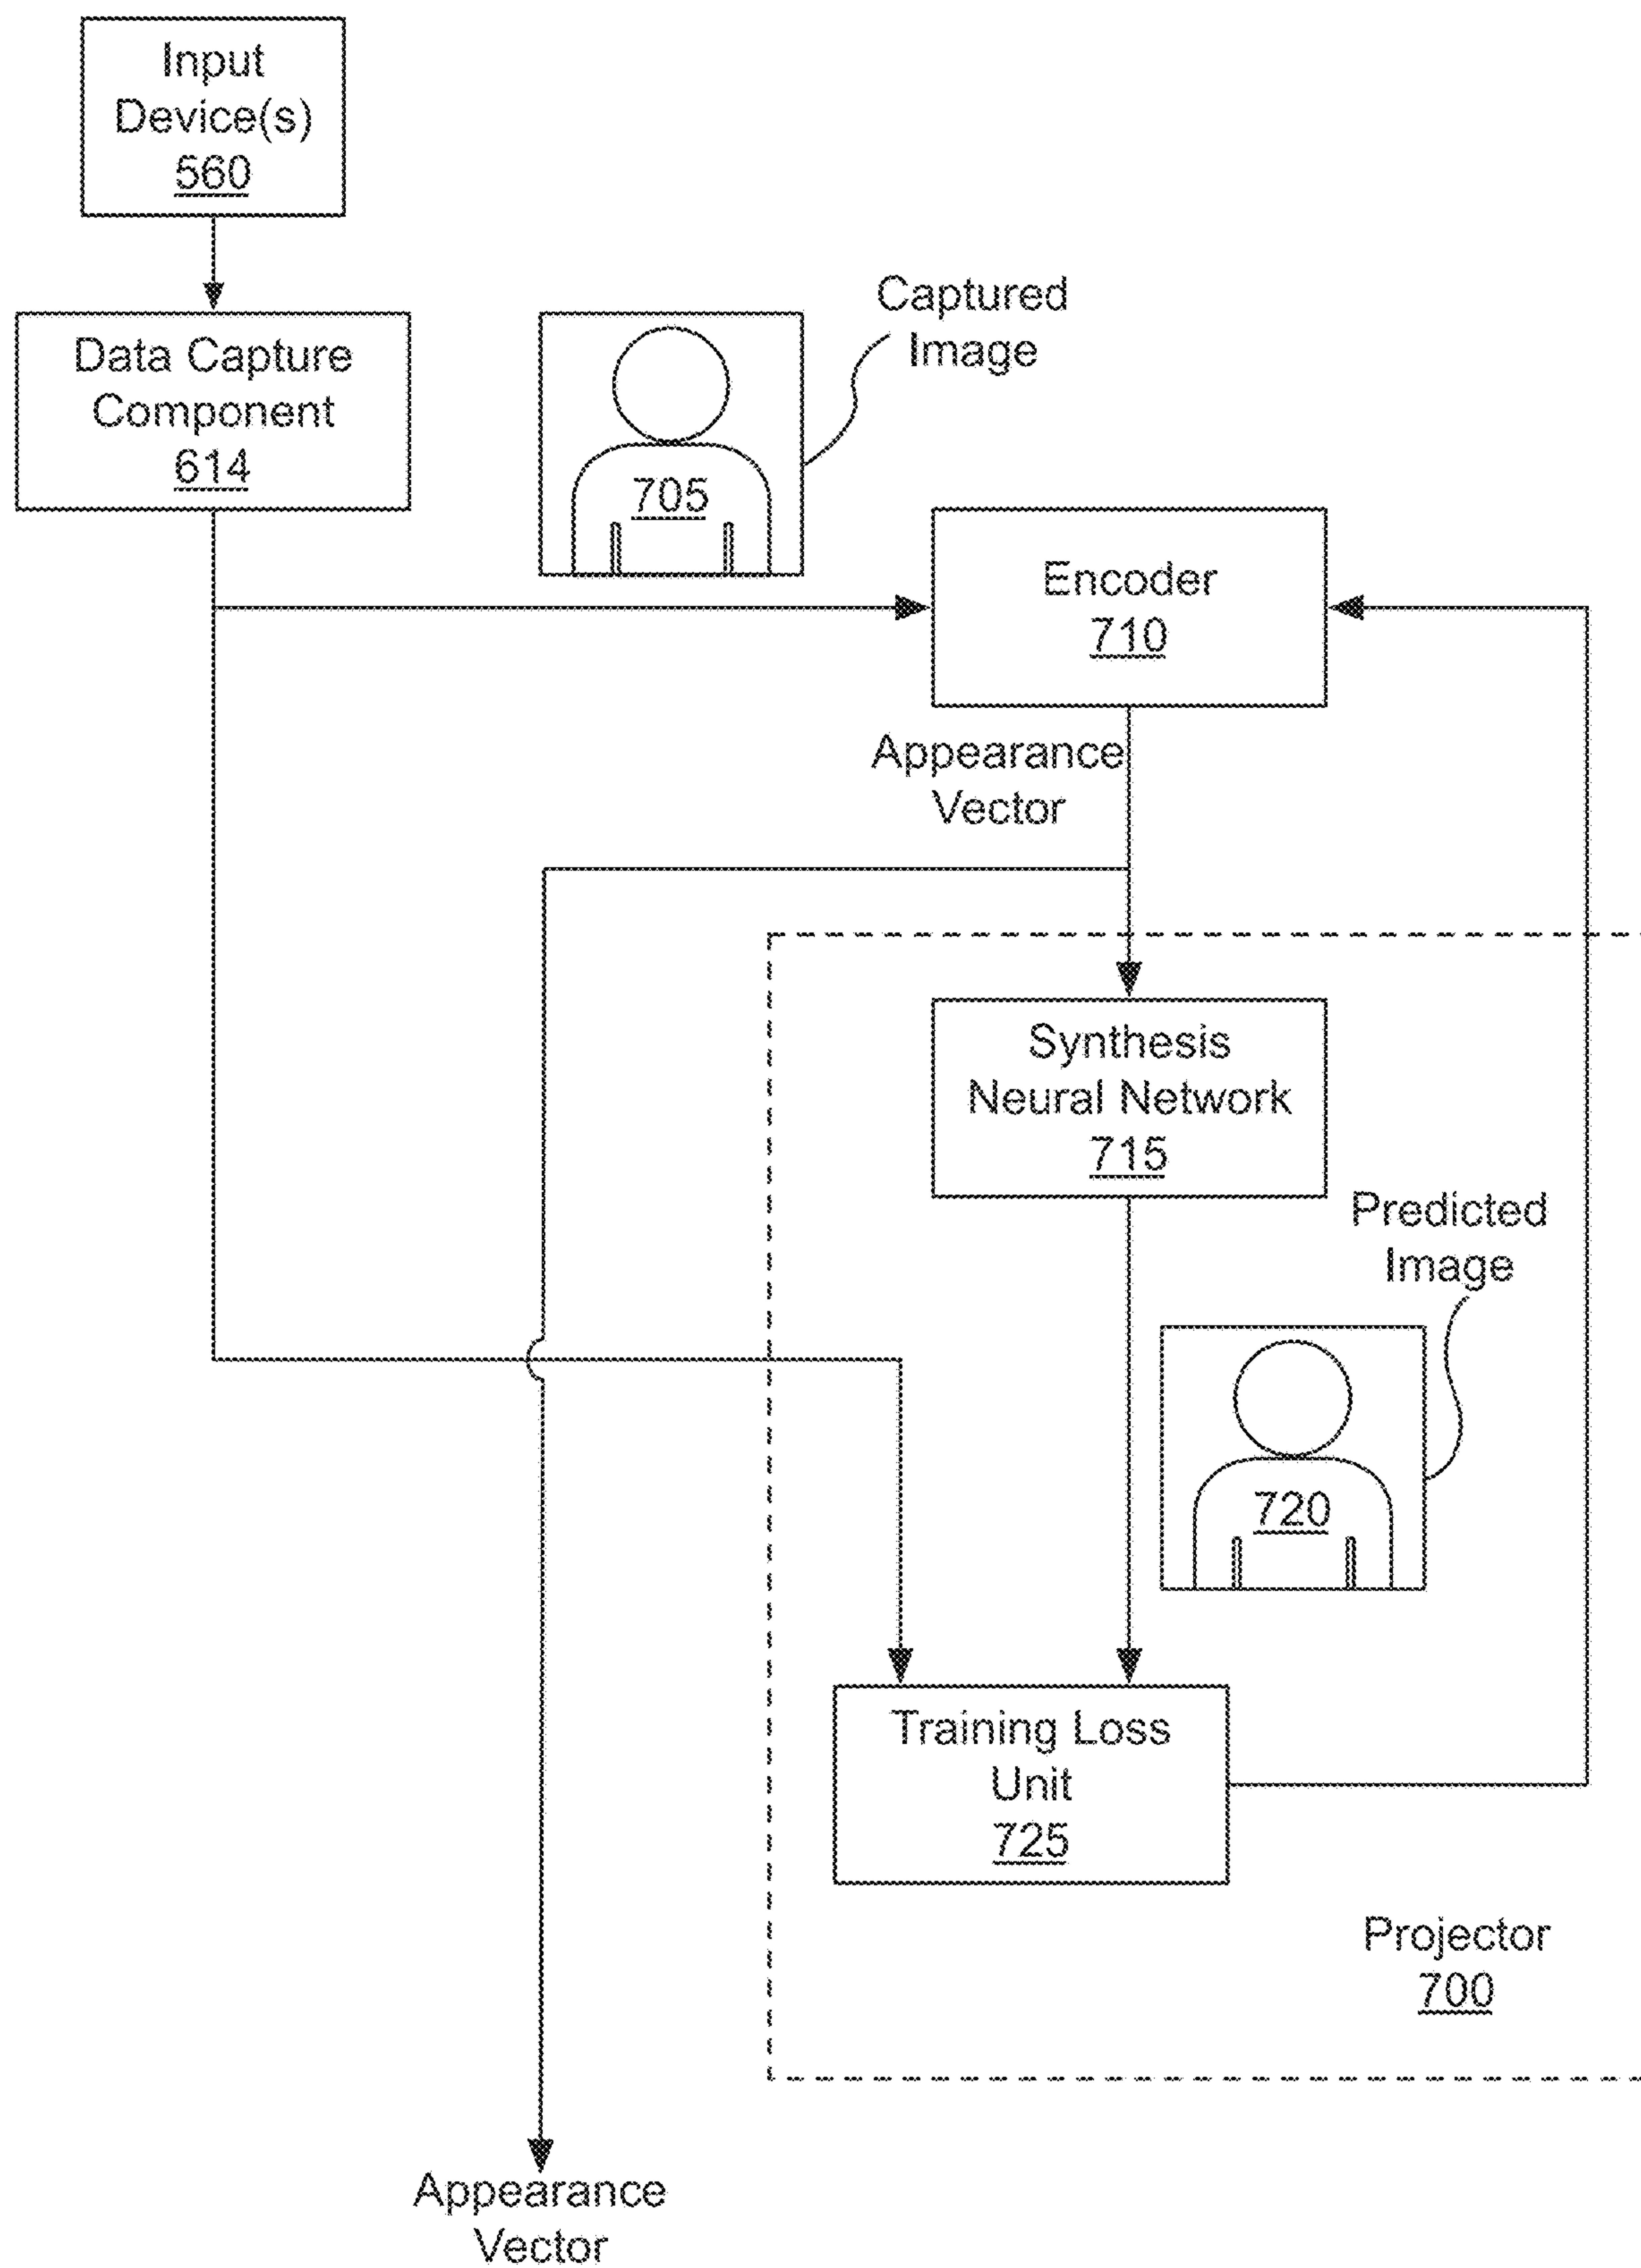 Input
Device(s)
560
Data Capture
Component
614
Captured
Image
705
Encoder
710
Appearance
Vector
Synthesis
Neural Network
715
Predicted
Image
720
Training Loss
Unit
725
Projector
700
Appearance
Vector